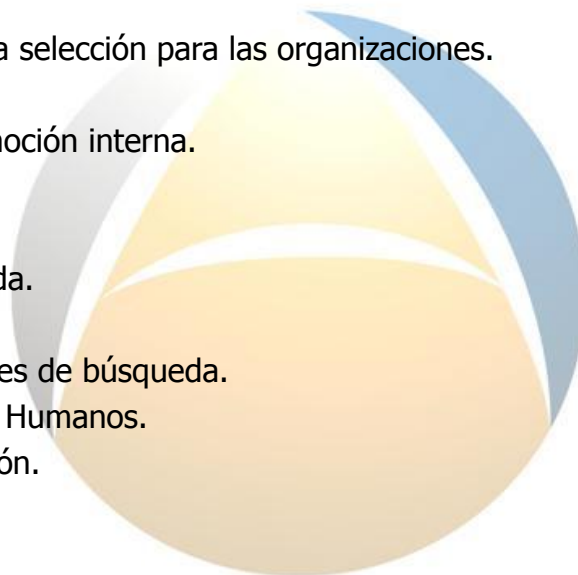 a selección para las organizaciones.
noción interna.
da.
es de búsqueda.
Humanos.
ón.